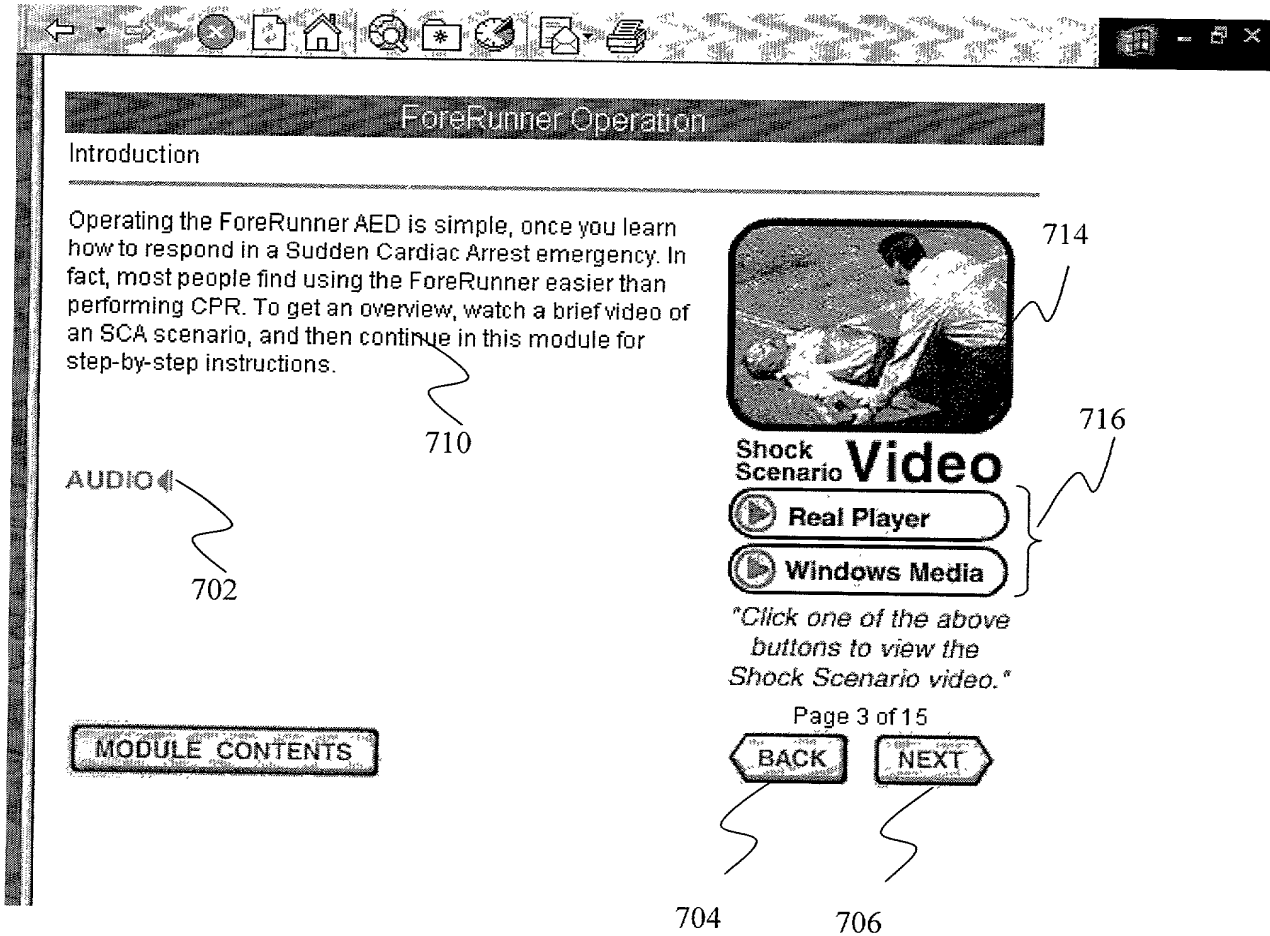 ForeRunner Operation
Introduction
Operating the ForeRunner AED is simple, once you learn
how to respond in a Sudden Cardiac Arrest emergency. In
fact, most people find using the ForeRunner easier than
performing CPR. To get an overview, watch a brief video of
an SCA scenario, and then continue in this module for
step-by-step instructions.
710
AUDIO
702
714
Shock
Scenario Video
716
Real Player
Windows Media
"Click one of the above
buttons to view the
Shock Scenario video."
Page 3 of 15
MODULE CONTENTS
BACK NEXT
704 706